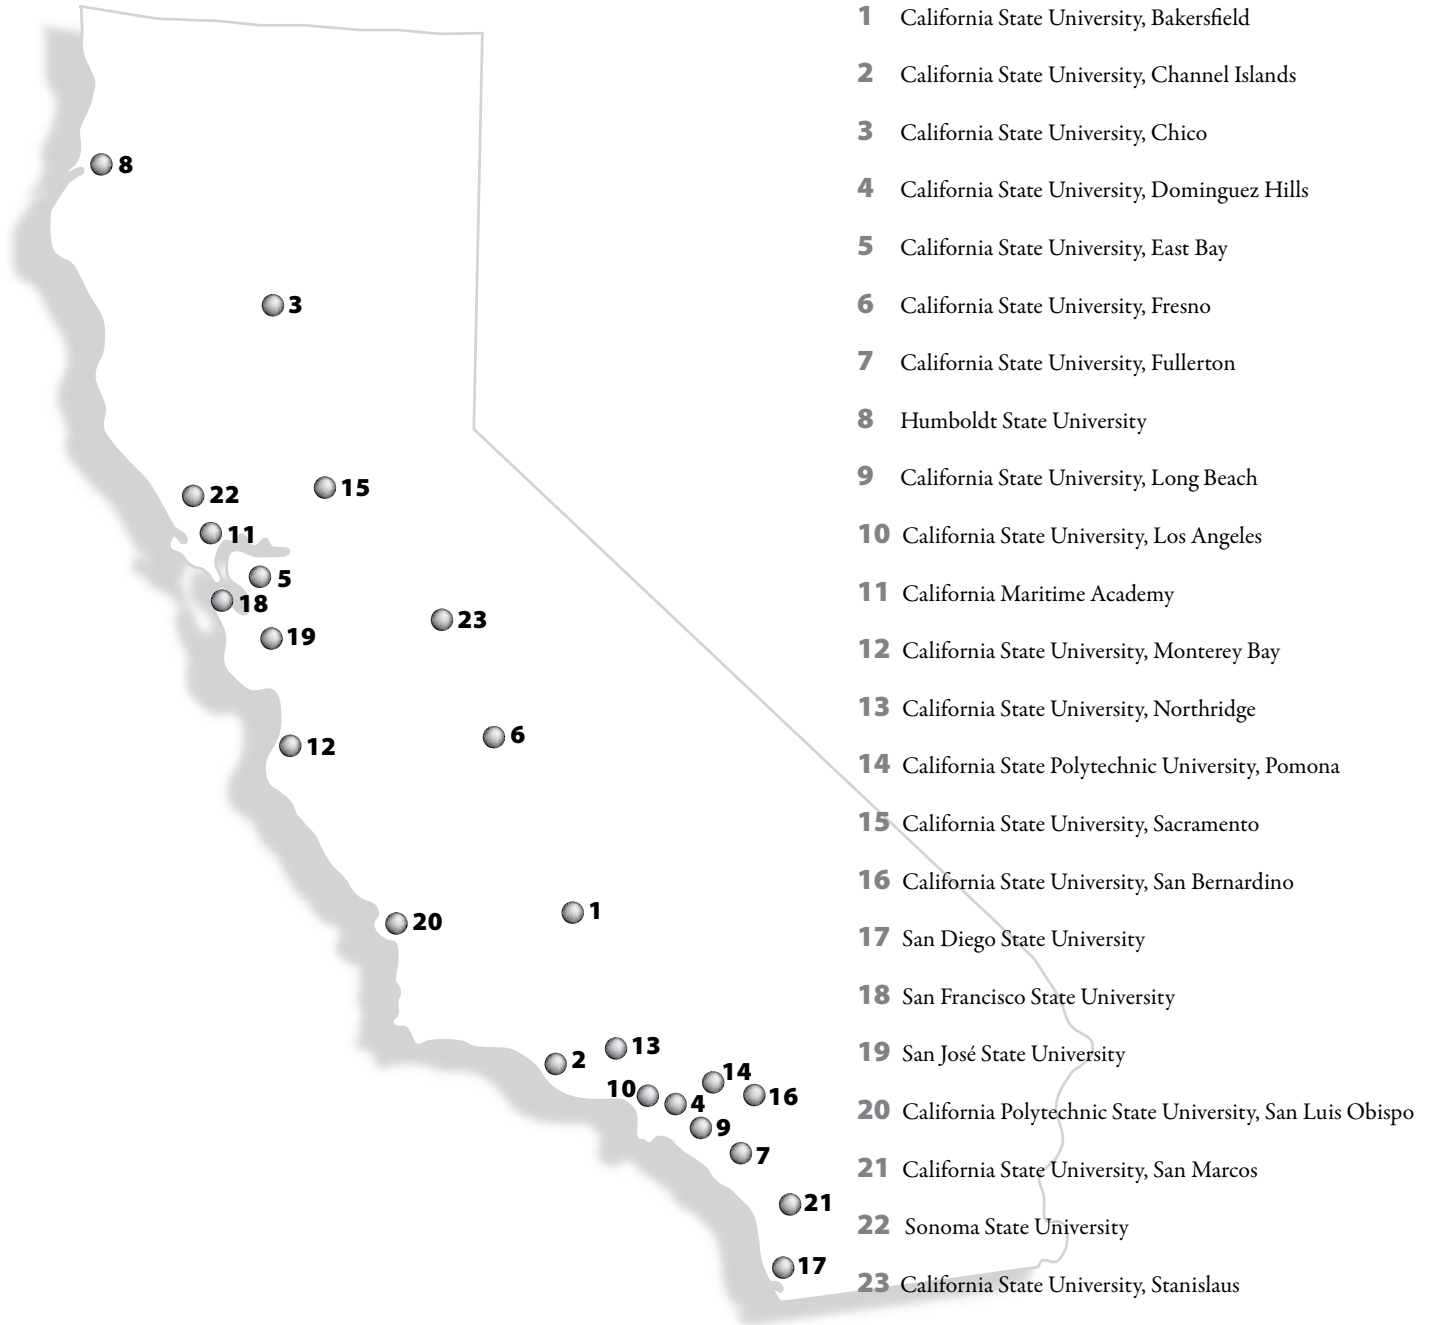 8
3
22
15
11
5
18
23
19
12
6
20
1
2
13
14
10
4
16
9
7
21
17
1 California State University, Bakersfield
2 California State University, Channel Islands
3 California State University, Chico
4 California State University, Dominguez Hills
5 California State University, East Bay
6 California State University, Fresno
7 California State University, Fullerton
8 Humboldt State University
9 California State University, Long Beach
10 California State University, Los Angeles
11 California Maritime Academy
12 California State University, Monterey Bay
13 California State University, Northridge
14 California State Polytechnic University, Pomona
15 California State University, Sacramento
16 California State University, San Bernardino
17 San Diego State University
18 San Francisco State University
19 San José State University
20 California Polytechnic State University, San Luis Obispo
21 California State University, San Marcos
22 Sonoma State University
23 California State University, Stanislaus